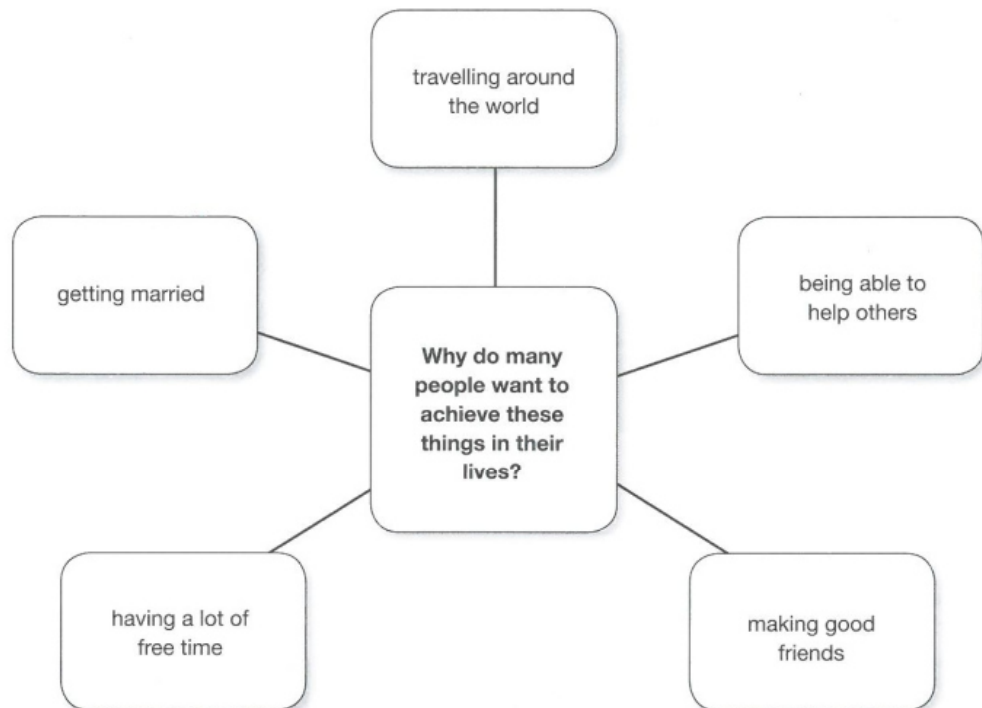 travelling around
the world
getting married
being able to
help others
Why do many
people want to
achieve these
things in their
lives?
having a lot of
free time
making good
friends